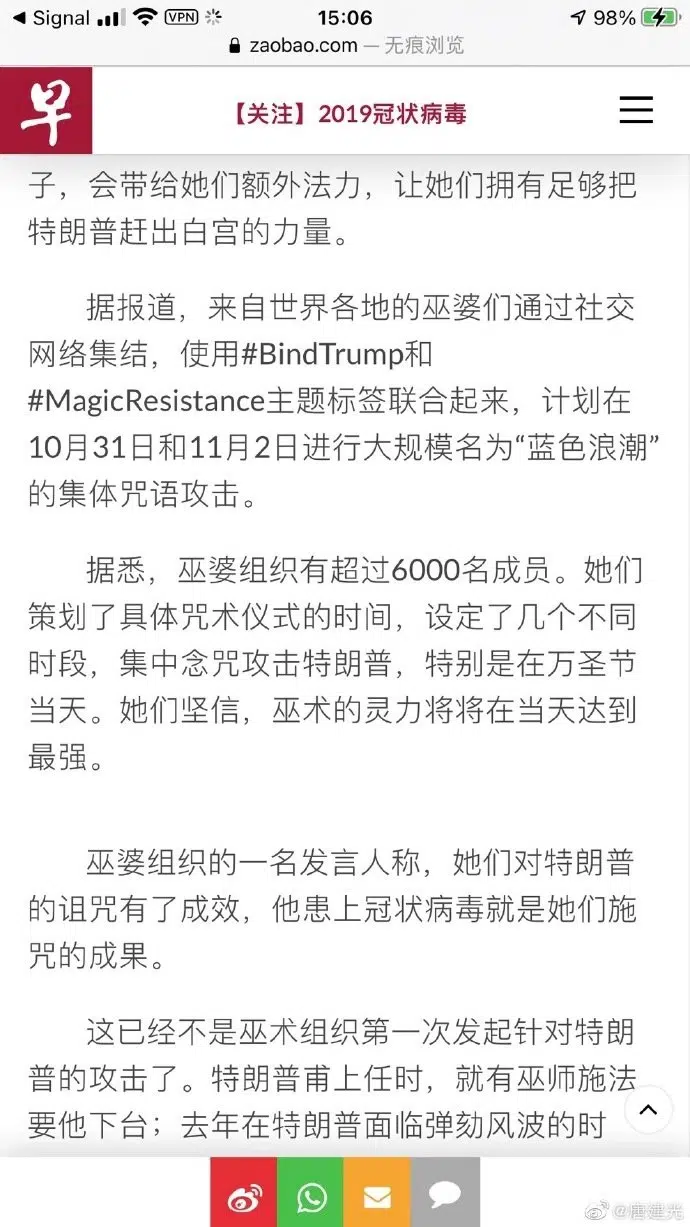 Signal VPN 15:06 98%
zaobao.com — 无痕浏览
早 【关注】2019冠状病毒
子，会带给她们额外法力，让她们拥有足够把
特朗普赶出白宫的力量。
据报道，来自世界各地的巫婆们通过社交
网络集结，使用#BindTrump和
#MagicResistance主题标签联合起来，计划在
10月31日和11月2日进行大规模名为“蓝色浪潮”
的集体咒语攻击。
据悉，巫婆组织有超过6000名成员。她们
策划了具体咒术仪式的时间，设定了几个不同
时段，集中念咒攻击特朗普，特别是在万圣节
当天。她们坚信，巫术的灵力将将在当天达到
最强。
巫婆组织的一名发言人称，她们对特朗普
的诅咒有了成效，他患上冠状病毒就是她们施
咒的成果。
这已经不是巫术组织第一次发起针对特朗
普的攻击了。特朗普甫上任时，就有巫师施法
要他下台；去年在特朗普面临弹劾风波的时
@唐建光